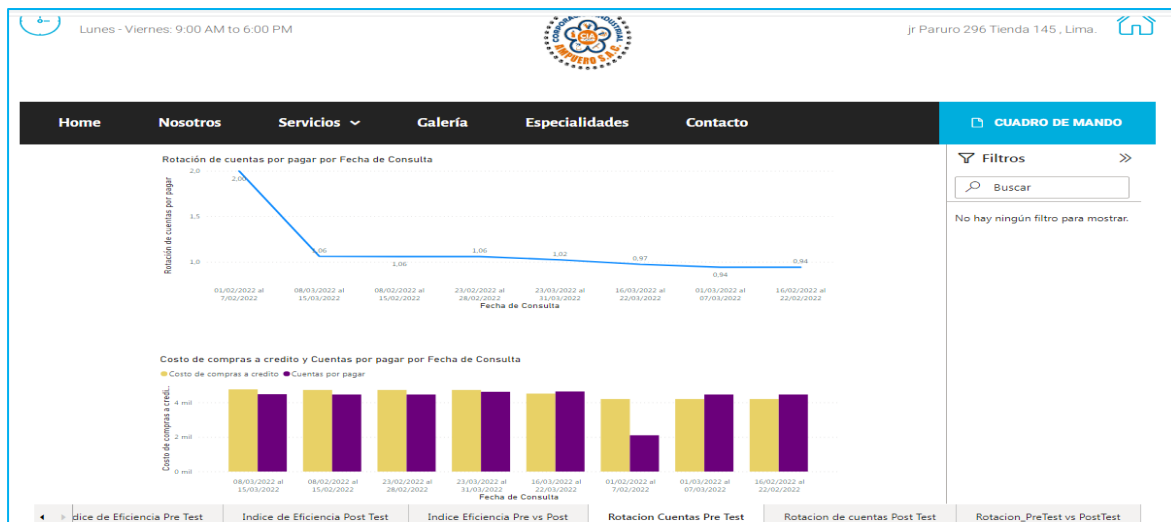 Lunes - Viernes: 9:00 AM to 6:00 PM
CORPORACION INDUSTRIAL
CIA
AMPUERO S.A.C.
jr Paruro 296 Tienda 145 , Lima.
Home Nosotros Servicios Galería Especialidades Contacto CUADRO DE MANDO
Rotación de cuentas por pagar por Fecha de Consulta
Rotación de cuentas por pagar
2,0
1,5
1,0
2,00
1,06
1,06
1,06
1,02
0,97
0,94
0,94
01/02/2022 al 08/03/2022 al 08/02/2022 al 23/02/2022 al 23/03/2022 al 16/03/2022 al 01/03/2022 al 16/02/2022 al
7/02/2022 15/03/2022 15/02/2022 28/02/2022 31/03/2022 22/03/2022 07/03/2022 22/02/2022
Fecha de Consulta
Filtros
Buscar
No hay ningún filtro para mostrar.
Costo de compras a credito y Cuentas por pagar por Fecha de Consulta
Costo de compras a credito Cuentas por pagar
Costo de compras a credi..
4 mil
2 mil
0 mil
08/03/2022 al 08/02/2022 al 23/02/2022 al 23/03/2022 al 16/03/2022 al 01/02/2022 al 01/03/2022 al 16/02/2022 al
15/03/2022 15/02/2022 28/02/2022 31/03/2022 22/03/2022 7/02/2022 07/03/2022 22/02/2022
Fecha de Consulta
dice de Eficiencia Pre Test Indice de Eficiencia Post Test Indice Eficiencia Pre vs Post Rotacion Cuentas Pre Test Rotacion de cuentas Post Test Rotacion_PreTest vs PostTest